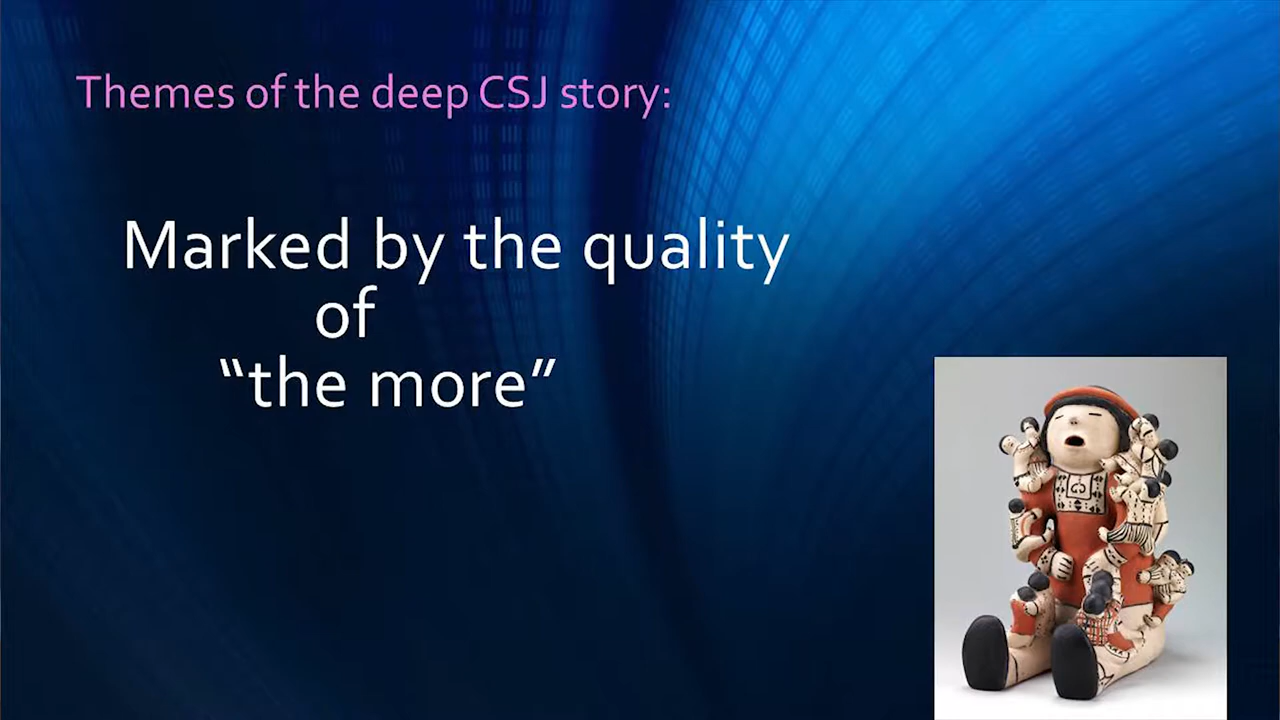 Themes of the deep CSJ story:
Marked by the quality
of
“the more”